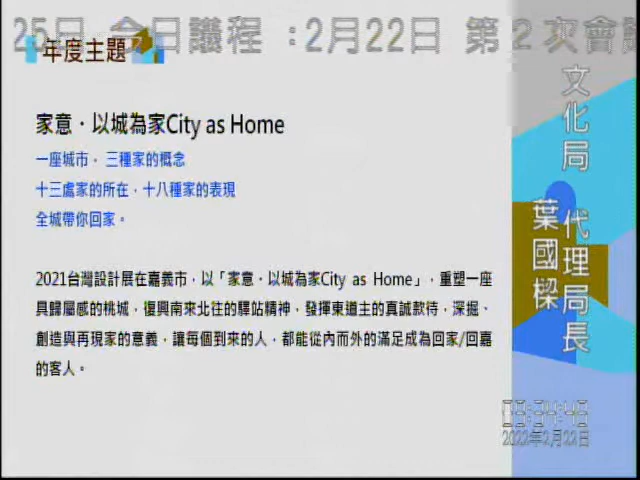 25日 今日議程 :2月22日 第2次會議
年度主題
家意・以城為家City as Home
一座城市，三種家的概念
十三處家的所在，十八種家的表現
全城帶你回家。
2021台灣設計展在嘉義市，以「家意・以城為家City as Home」，重塑一座
具歸屬感的桃城，復興南來北往的驛站精神，發揮東道主的真誠款待，深掘、
創造與再現家的意義，讓每個到來的人，都能從內而外的滿足成為回家/回嘉
的客人。
文化局
代理局長
葉國樑
2022年2月22日